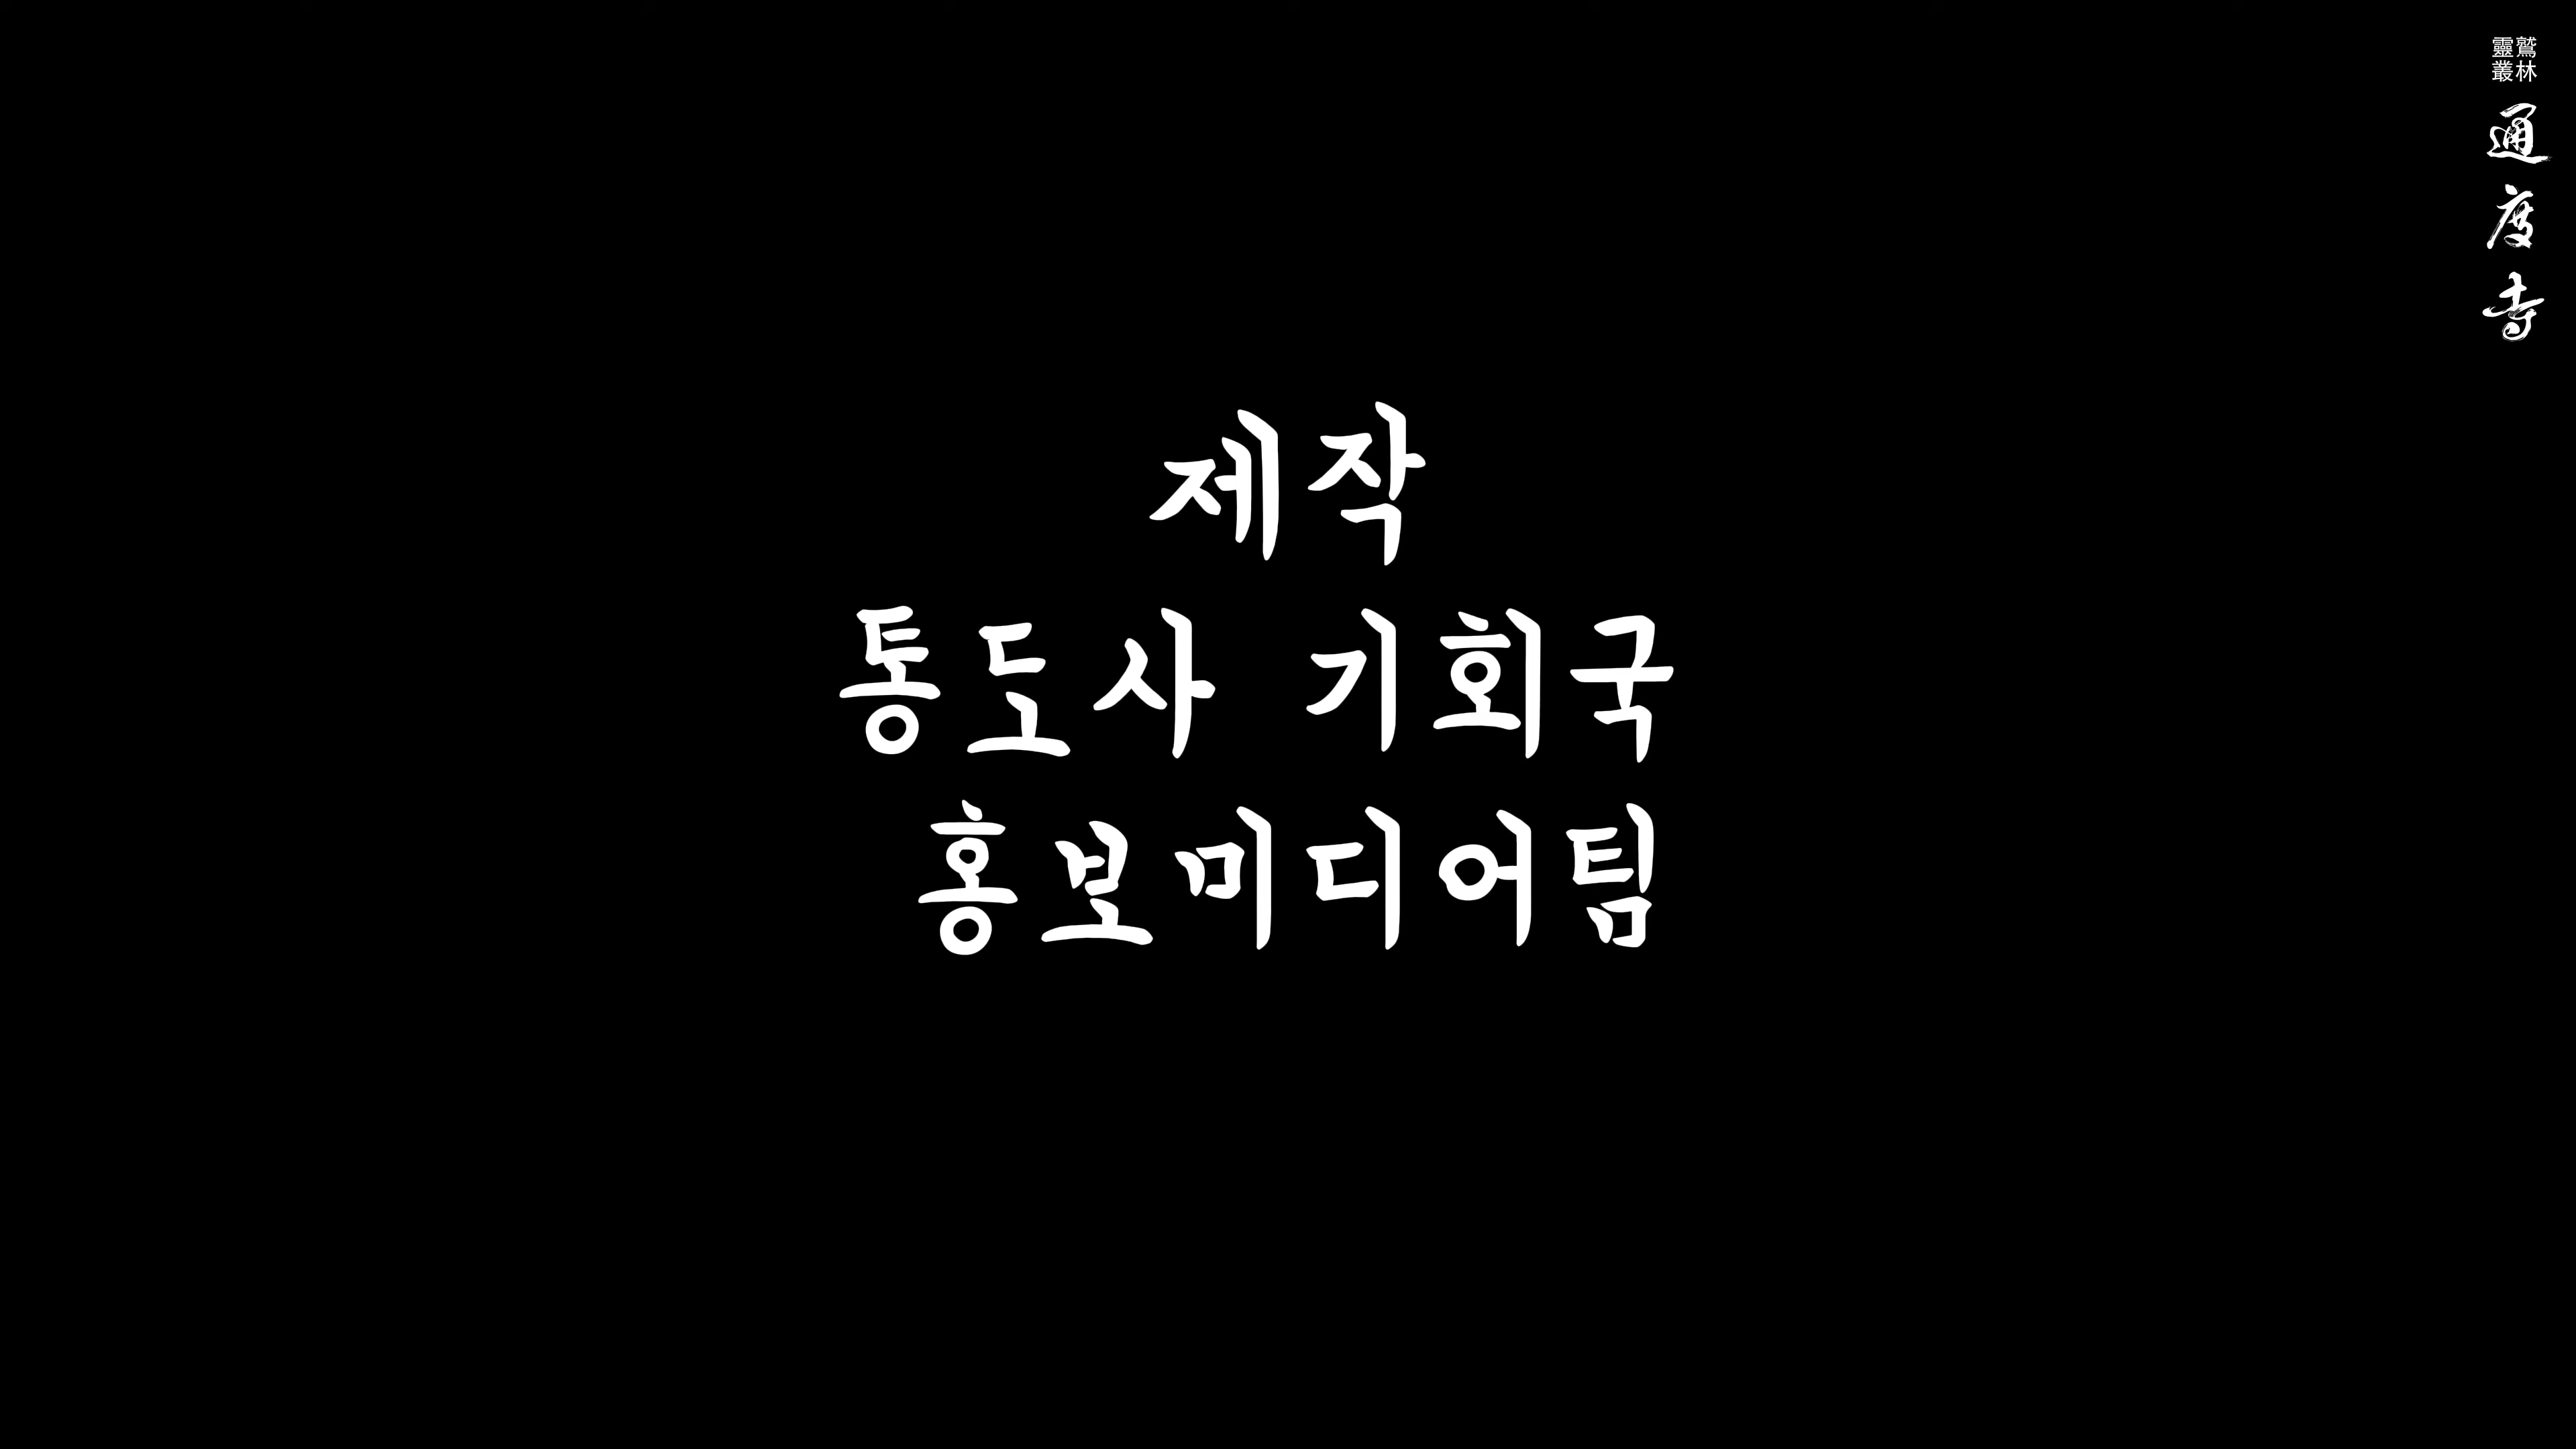 제작
통도사 기회국
홍보미디어팀
靈鷲
叢林
通度寺